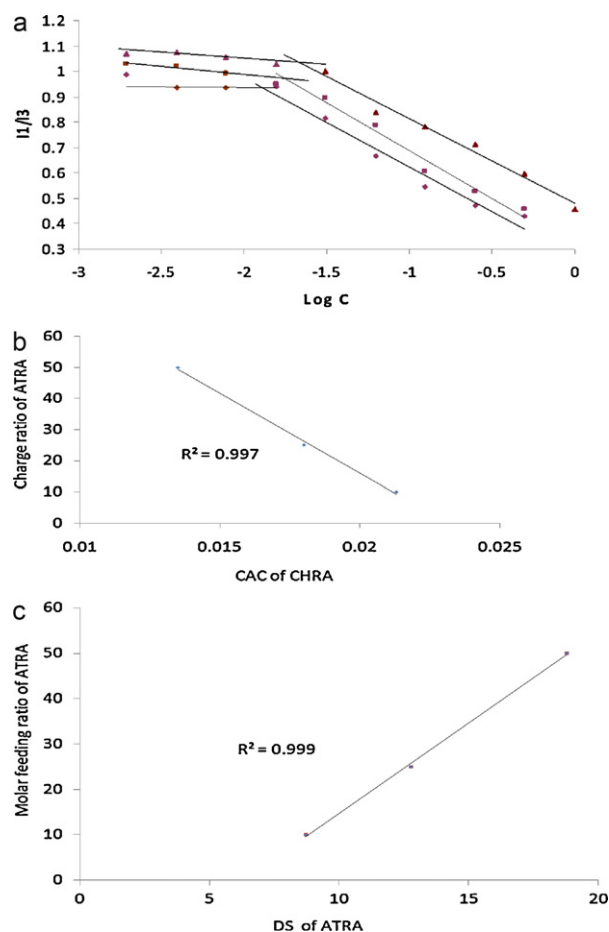 a
1.2
1.1
1
0.9
0.8
0.7
0.6
0.5
0.4
0.3
I1/I3
-3 -2.5 -2 -1.5 -1 -0.5 0
Log C
b
60
50
40
30
20
10
0
Charge ratio of ATRA
R² = 0.997
0.01 0.015 0.02 0.025
CAC of CHRA
c
60
50
40
30
20
10
0
Molar feeding ratio of ATRA
R² = 0.999
0 5 10 15 20
DS of ATRA